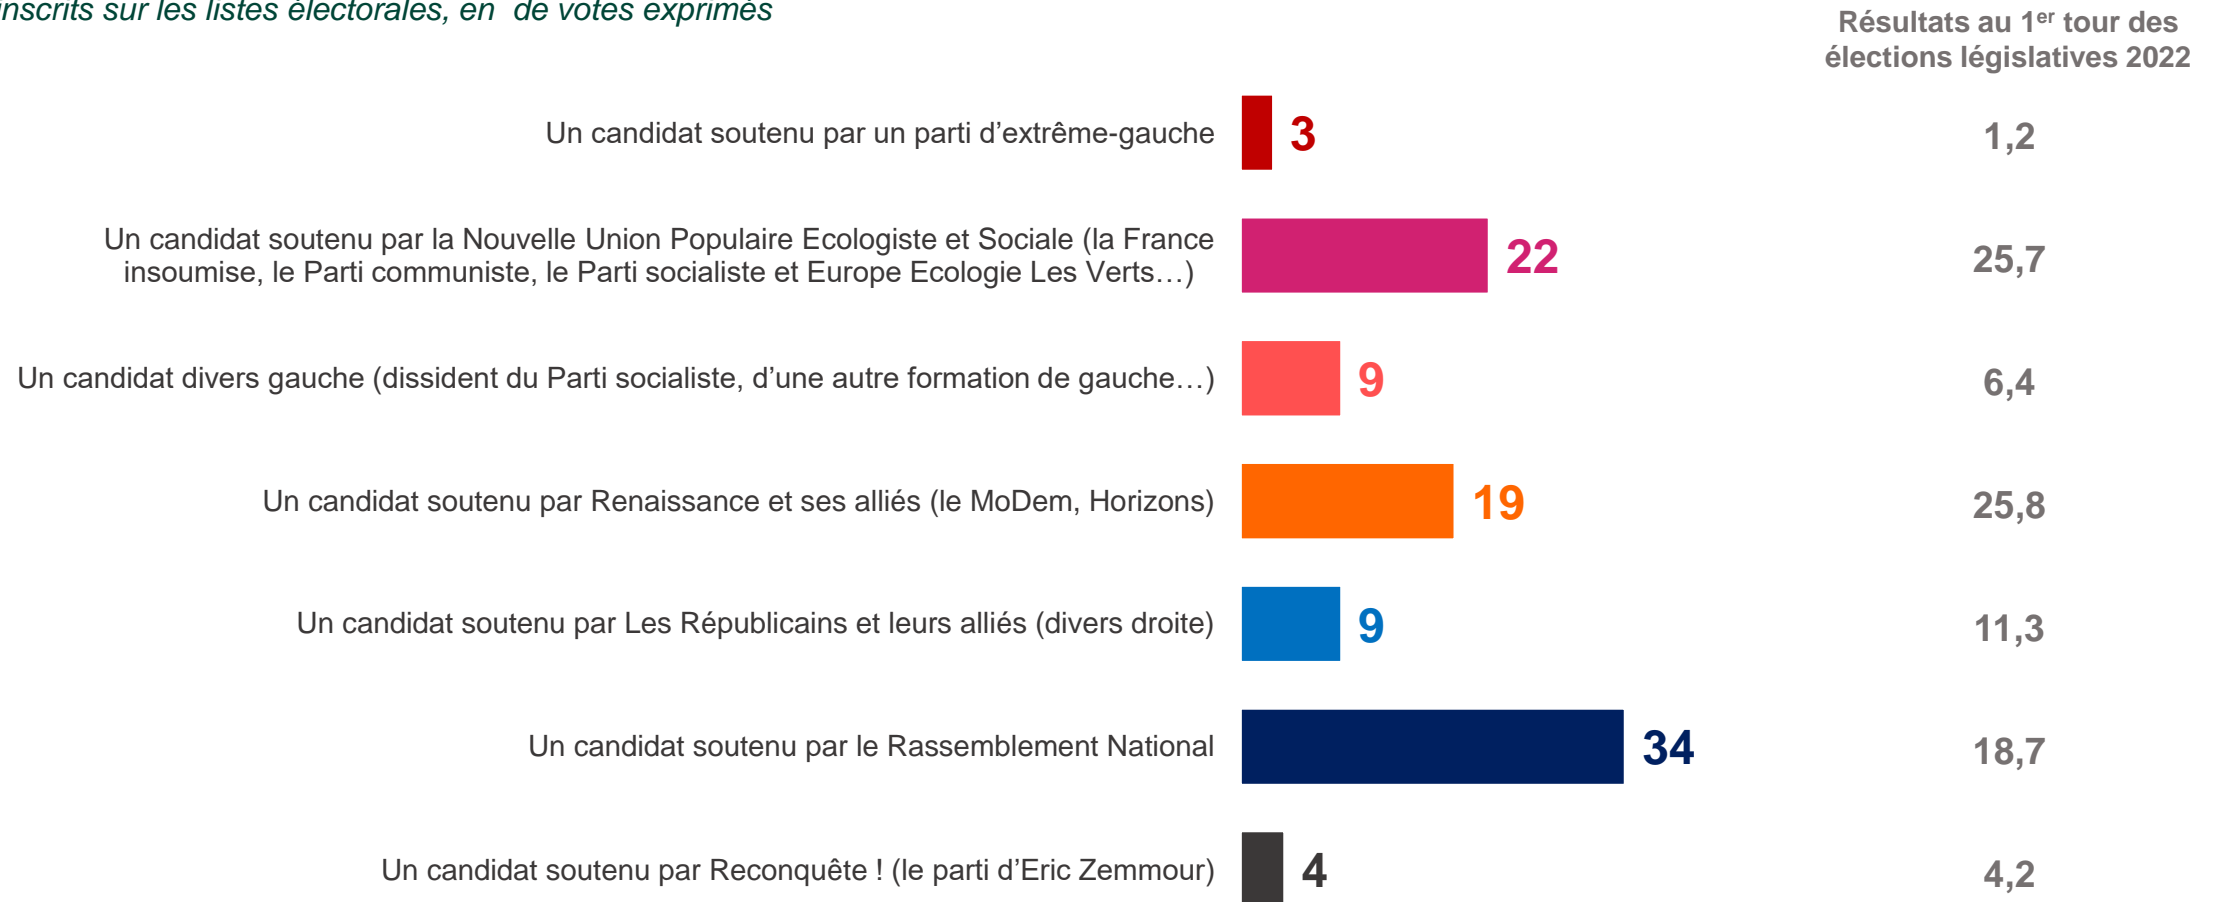 inscrits sur les listes électorales, en  de votes exprimés
Résultats au 1er tour des
élections législatives 2022
Un candidat soutenu par un parti d’extrême-gauche 3 1,2
Un candidat soutenu par la Nouvelle Union Populaire Ecologiste et Sociale (la France
insoumise, le Parti communiste, le Parti socialiste et Europe Ecologie Les Verts…) 22 25,7
Un candidat divers gauche (dissident du Parti socialiste, d’une autre formation de gauche…) 9 6,4
Un candidat soutenu par Renaissance et ses alliés (le MoDem, Horizons) 19 25,8
Un candidat soutenu par Les Républicains et leurs alliés (divers droite) 9 11,3
Un candidat soutenu par le Rassemblement National 34 18,7
Un candidat soutenu par Reconquête ! (le parti d’Eric Zemmour) 4 4,2